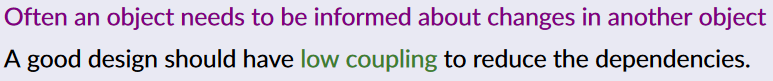 Often an object needs to be informed about changes in another object
A good design should have low coupling to reduce the dependencies.